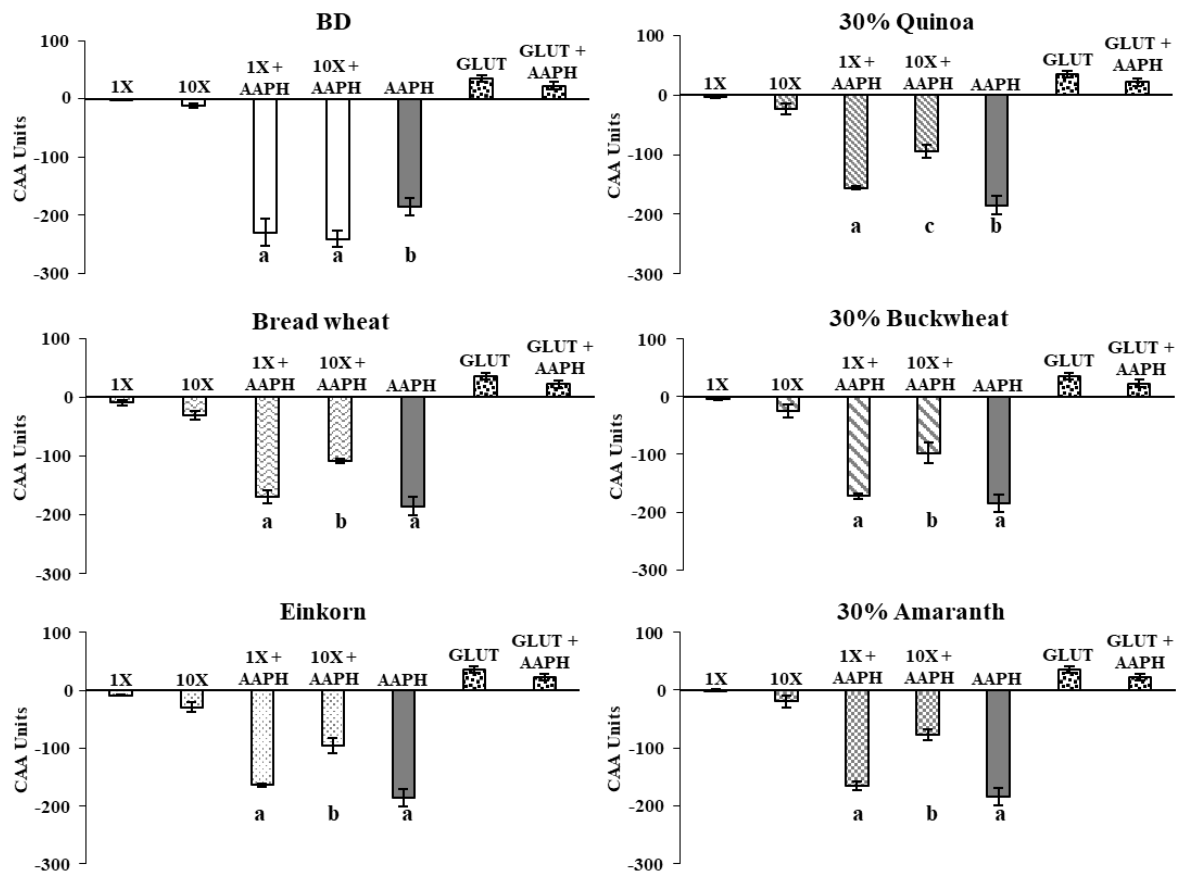 BD
100
0
-100
-200
-300
CAA Units
1X
10X
1X +
AAPH
10X +
AAPH
AAPH
GLUT
GLUT +
AAPH
a
a
b
30% Quinoa
100
0
-100
-200
-300
CAA Units
1X
10X
1X +
AAPH
10X +
AAPH
AAPH
GLUT
GLUT +
AAPH
a
c
b
Bread wheat
100
0
-100
-200
-300
CAA Units
1X
10X
1X +
AAPH
10X +
AAPH
AAPH
GLUT
GLUT +
AAPH
a
b
a
30% Buckwheat
100
0
-100
-200
-300
CAA Units
1X
10X
1X +
AAPH
10X +
AAPH
AAPH
GLUT
GLUT +
AAPH
a
b
a
Einkorn
100
0
-100
-200
-300
CAA Units
1X
10X
1X +
AAPH
10X +
AAPH
AAPH
GLUT
GLUT +
AAPH
a
b
a
30% Amaranth
100
0
-100
-200
-300
CAA Units
1X
10X
1X +
AAPH
10X +
AAPH
AAPH
GLUT
GLUT +
AAPH
a
b
a